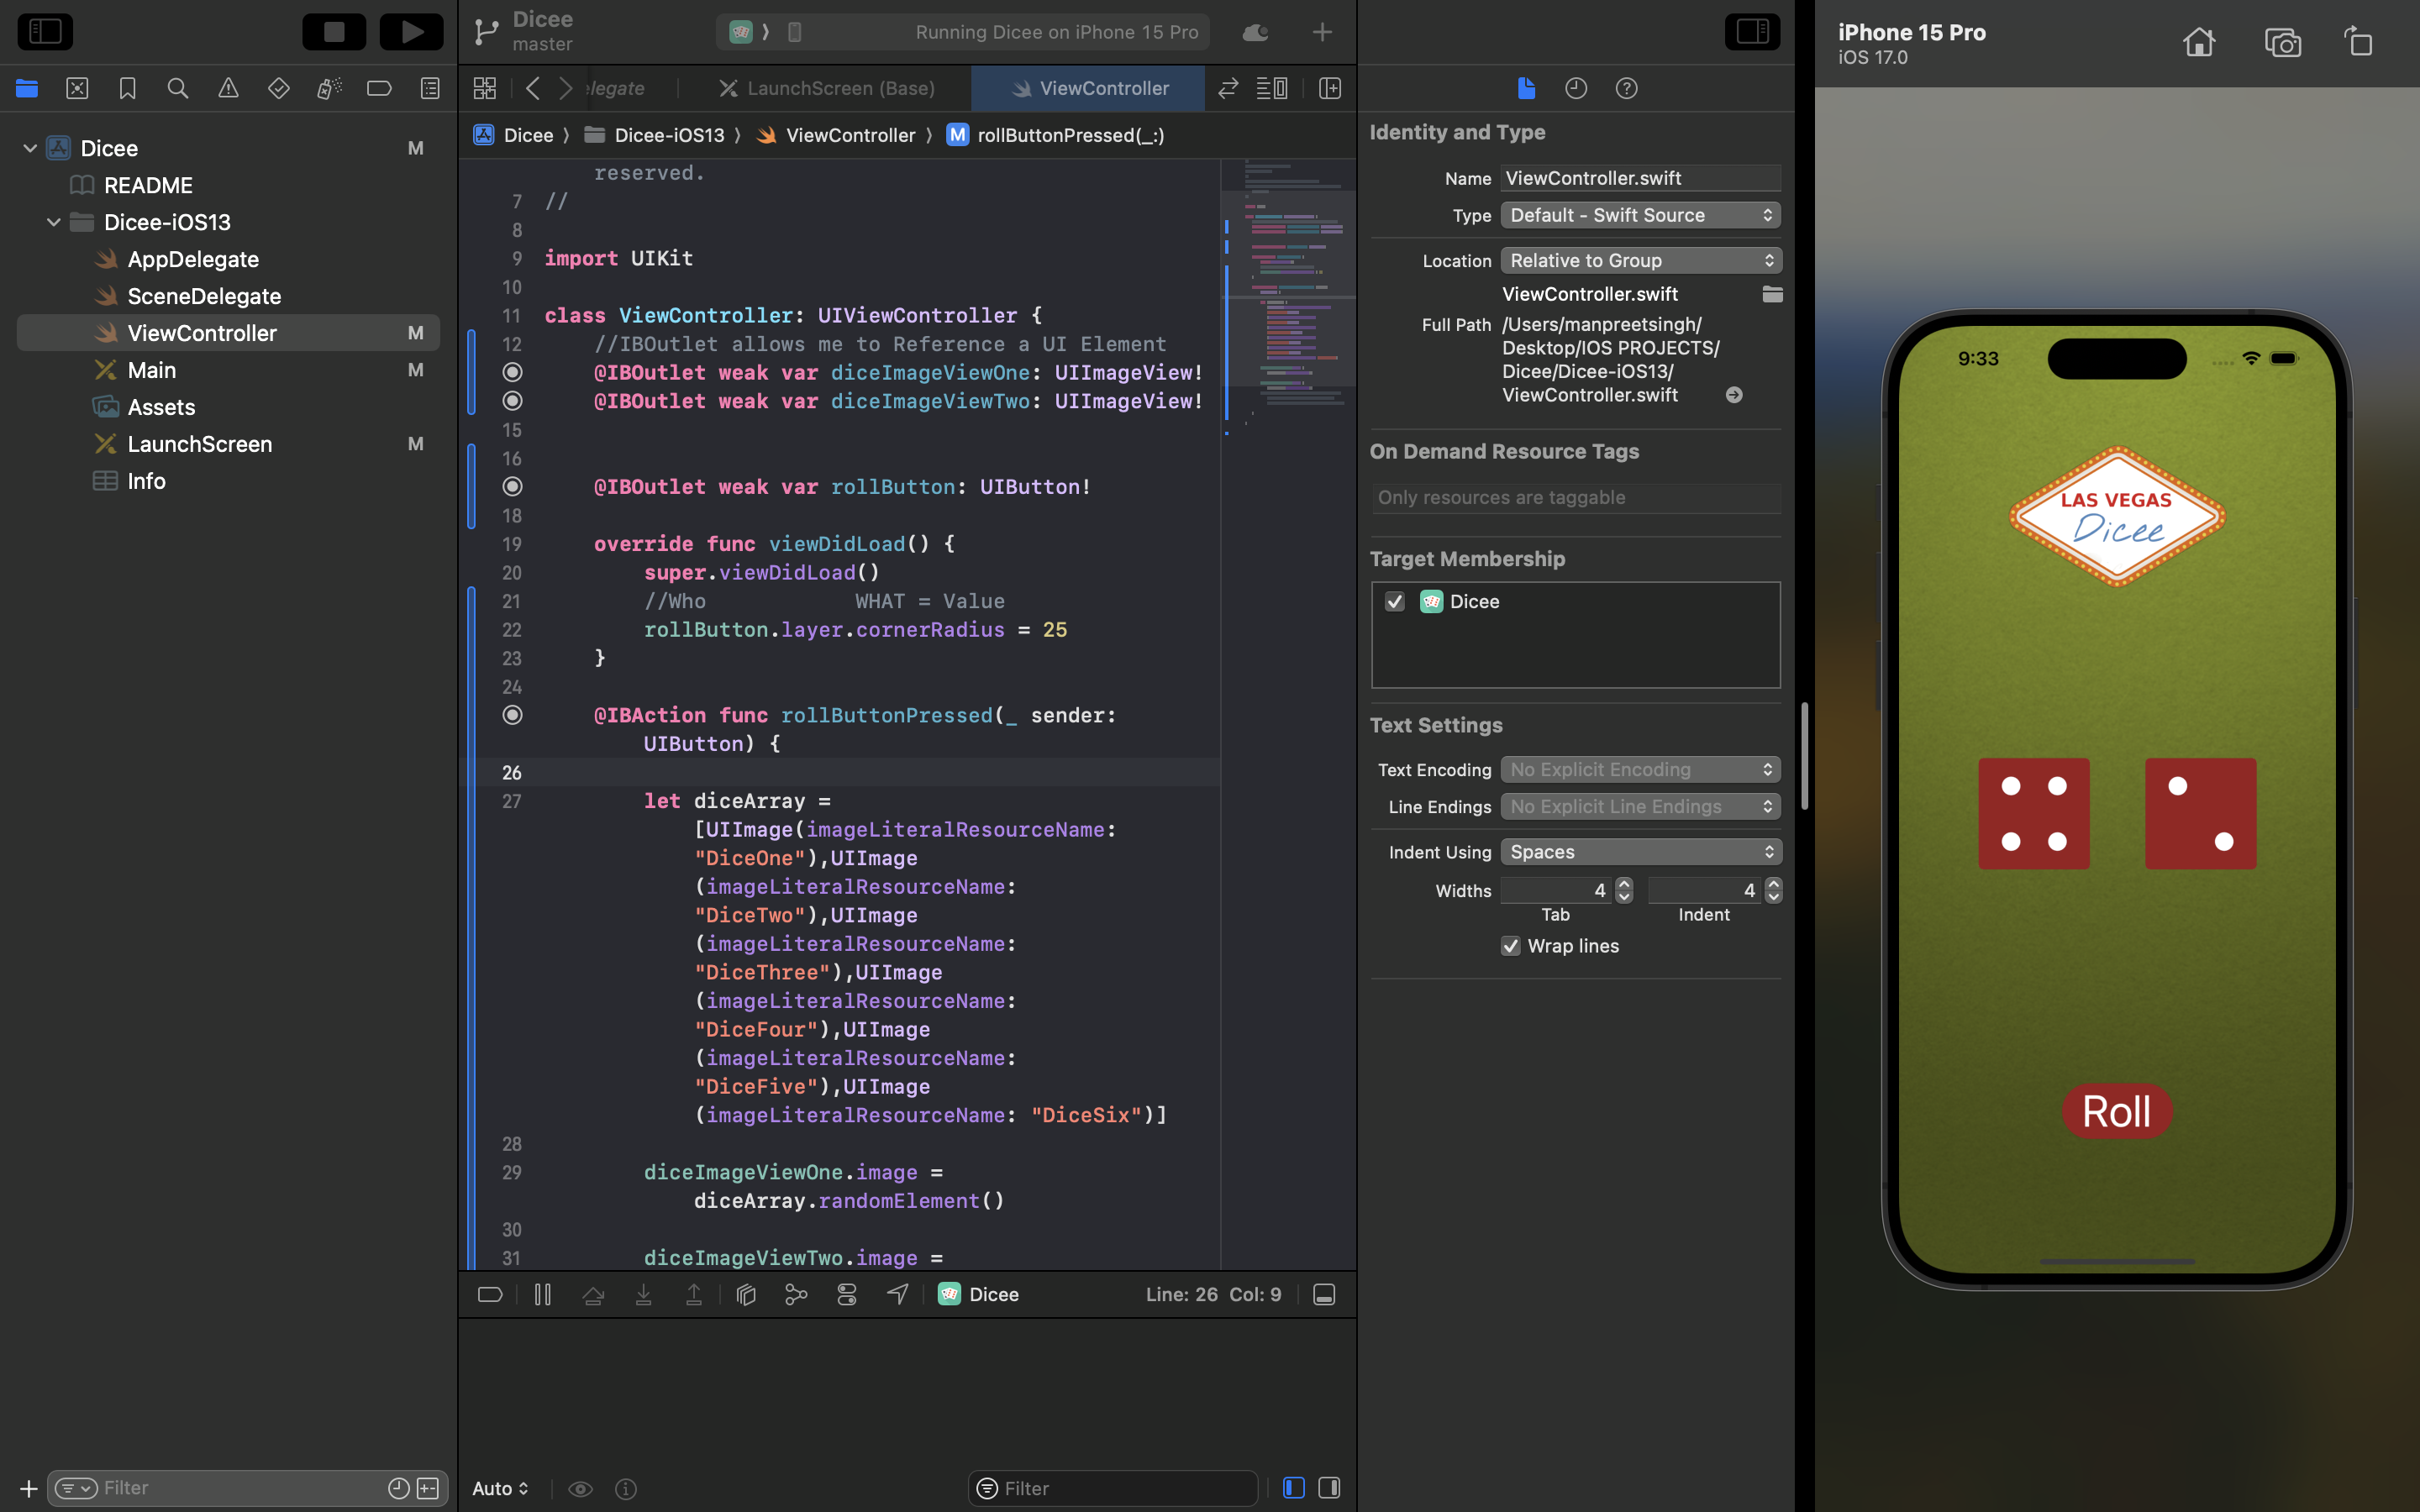 Dicee
master
Running Dicee on iPhone 15 Pro
elegate
LaunchScreen (Base)
ViewController
Dicee
Dicee-iOS13
ViewController
M
rollButtonPressed(_:)
Dicee M
README
Dicee-iOS13
AppDelegate
SceneDelegate
ViewController M
Main M
Assets
LaunchScreen M
Info
Filter
reserved.
7 //
8
9 import UIKit
10
11 class ViewController: UIViewController {
12 //IBOutlet allows me to Reference a UI Element
@IBOutlet weak var diceImageViewOne: UIImageView!
@IBOutlet weak var diceImageViewTwo: UIImageView!
15
16
@IBOutlet weak var rollButton: UIButton!
18
19 override func viewDidLoad() {
20 super.viewDidLoad()
21 //Who WHAT = Value
22 rollButton.layer.cornerRadius = 25
23 }
24
@IBAction func rollButtonPressed(_ sender:
UIButton) {
26
27 let diceArray =
[UIImage(imageLiteralResourceName:
"DiceOne"),UIImage
(imageLiteralResourceName:
"DiceTwo"),UIImage
(imageLiteralResourceName:
"DiceThree"),UIImage
(imageLiteralResourceName:
"DiceFour"),UIImage
(imageLiteralResourceName:
"DiceFive"),UIImage
(imageLiteralResourceName: "DiceSix")]
28
29 diceImageViewOne.image =
diceArray.randomElement()
30
31 diceImageViewTwo.image =
Dicee
Line: 26 Col: 9
Auto
Filter
Identity and Type
Name ViewController.swift
Type Default - Swift Source
Location Relative to Group
ViewController.swift
Full Path /Users/manpreetsingh/
Desktop/IOS PROJECTS/
Dicee/Dicee-iOS13/
ViewController.swift
On Demand Resource Tags
Only resources are taggable
Target Membership
Dicee
Text Settings
Text Encoding No Explicit Encoding
Line Endings No Explicit Line Endings
Indent Using Spaces
Widths 4 4
Tab Indent
Wrap lines
iPhone 15 Pro
iOS 17.0
9:33
LAS VEGAS
Dicee
Roll